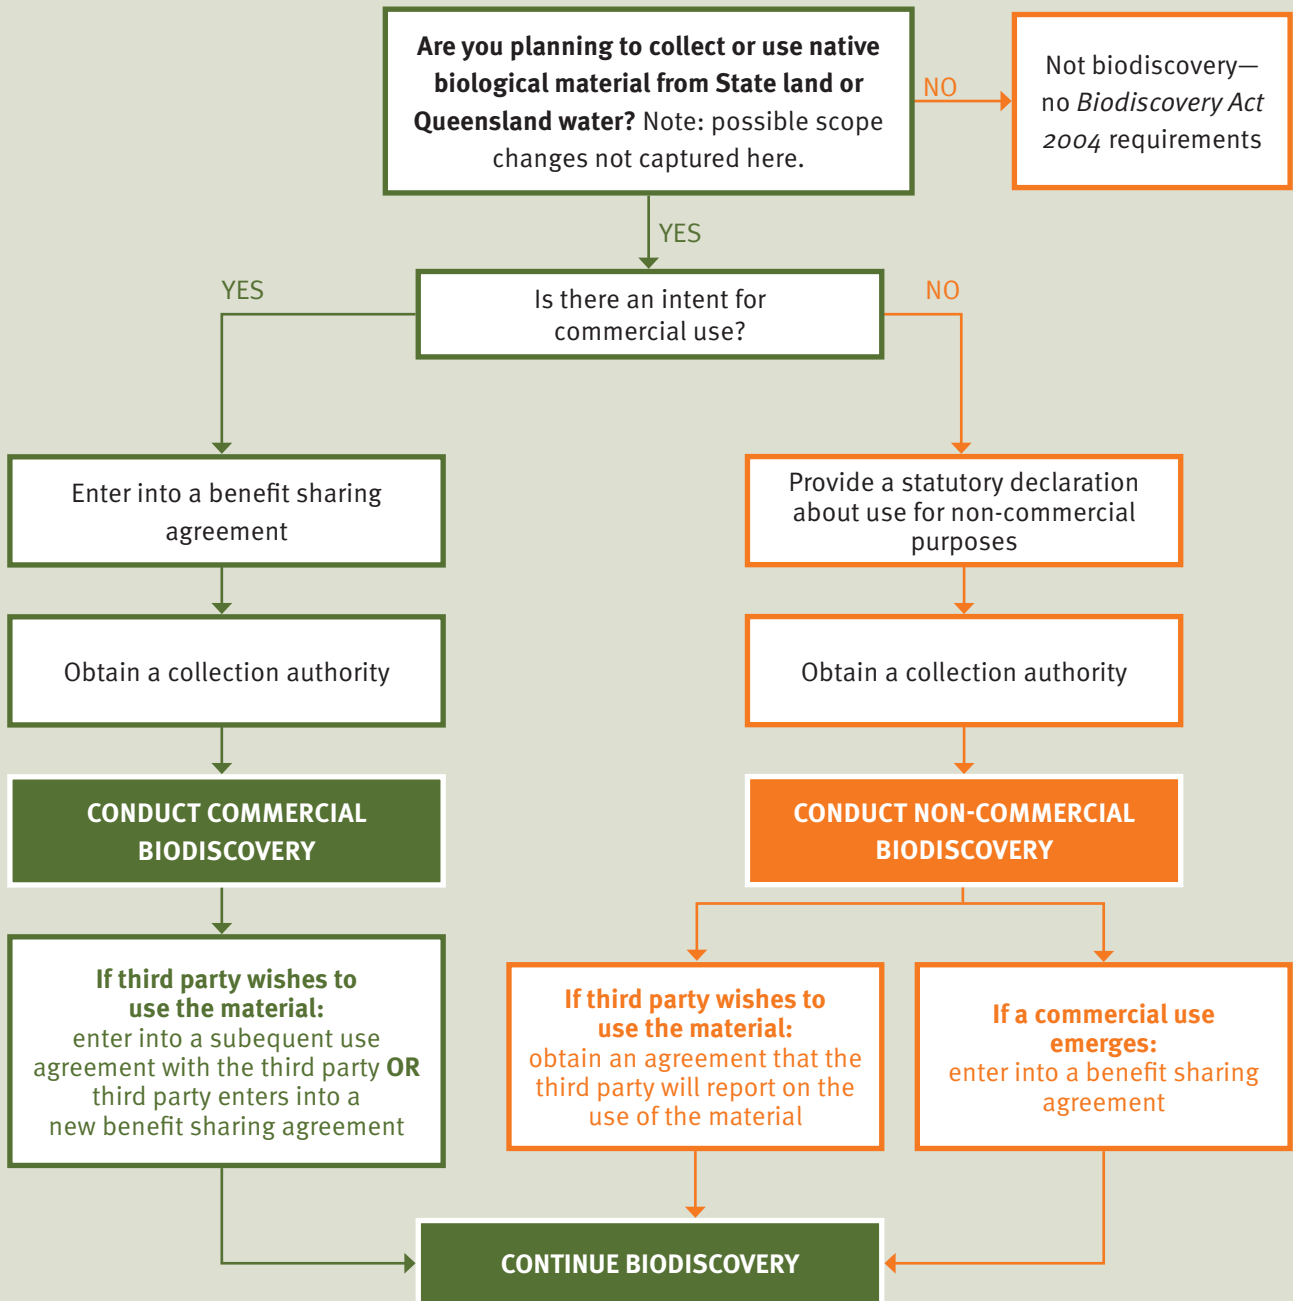 Are you planning to collect or use native
biological material from State land or
Queensland water? Note: possible scope
changes not captured here.
NO
Not biodiscovery—
no Biodiscovery Act
2004 requirements
YES
YES
Is there an intent for
commercial use?
NO
Enter into a benefit sharing
agreement
Provide a statutory declaration
about use for non-commercial
purposes
Obtain a collection authority
Obtain a collection authority
CONDUCT COMMERCIAL
BIODISCOVERY
CONDUCT NON-COMMERCIAL
BIODISCOVERY
If third party wishes to
use the material:
enter into a subequent use
agreement with the third party OR
third party enters into a
new benefit sharing agreement
If third party wishes to
use the material:
obtain an agreement that the
third party will report on the
use of the material
If a commercial use
emerges:
enter into a benefit sharing
agreement
CONTINUE BIODISCOVERY